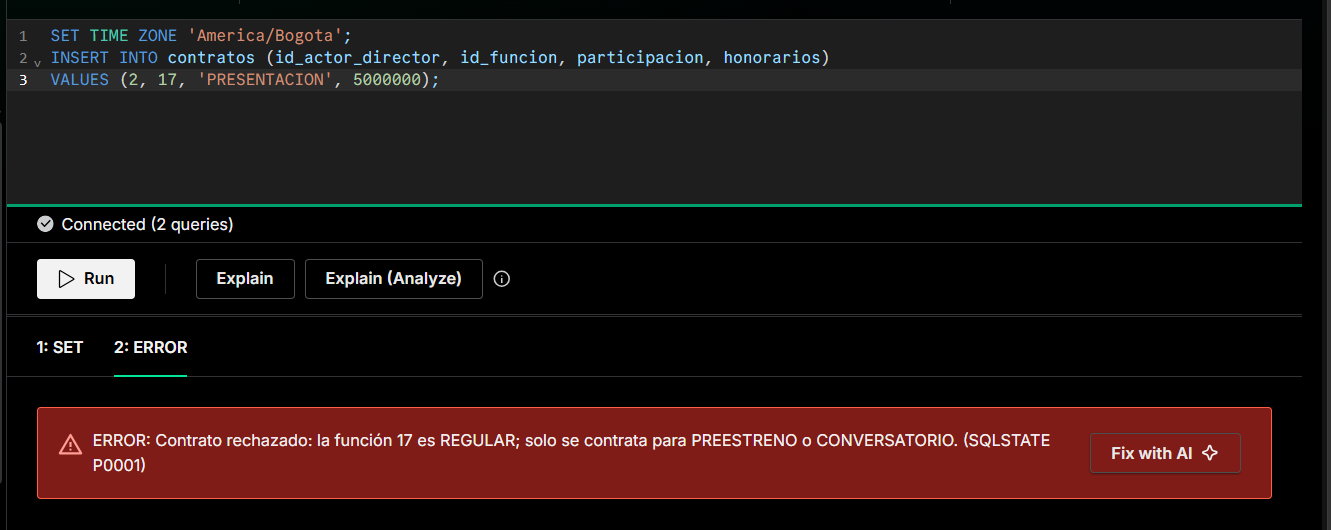 1 SET TIME ZONE 'America/Bogota';
2 INSERT INTO contratos (id_actor_director, id_funcion, participacion, honorarios)
3 VALUES (2, 17, 'PRESENTACION', 5000000);
Connected (2 queries)
Run Explain Explain (Analyze)
1: SET 2: ERROR
ERROR: Contrato rechazado: la función 17 es REGULAR; solo se contrata para PREESTRENO o CONVERSATORIO. (SQLSTATE
P0001)
Fix with AI